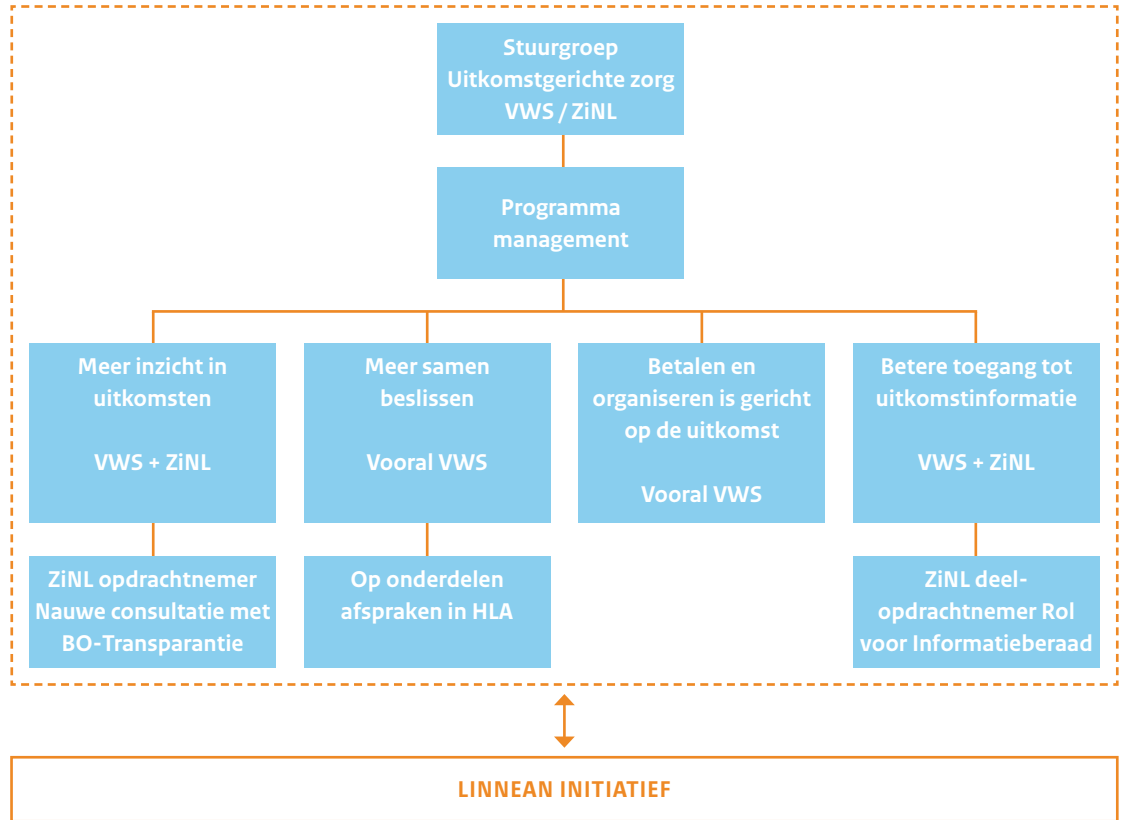 Stuurgroep
Uitkomstgerichte zorg
VWS / ZiNL
Programma
management
Meer inzicht in
uitkomsten
VWS + ZiNL
Meer samen
beslissen
Vooral VWS
Betalen en
organiseren is gericht
op de uitkomst
Vooral VWS
Betere toegang tot
uitkomstinformatie
VWS + ZiNL
ZiNL opdrachtnemer
Nauwe consultatie met
BO-Transparantie
Op onderdelen
afspraken in HLA
ZiNL deel-
opdrachtnemer Rol
voor Informatieberaad
LINNEAN INITIATIEF